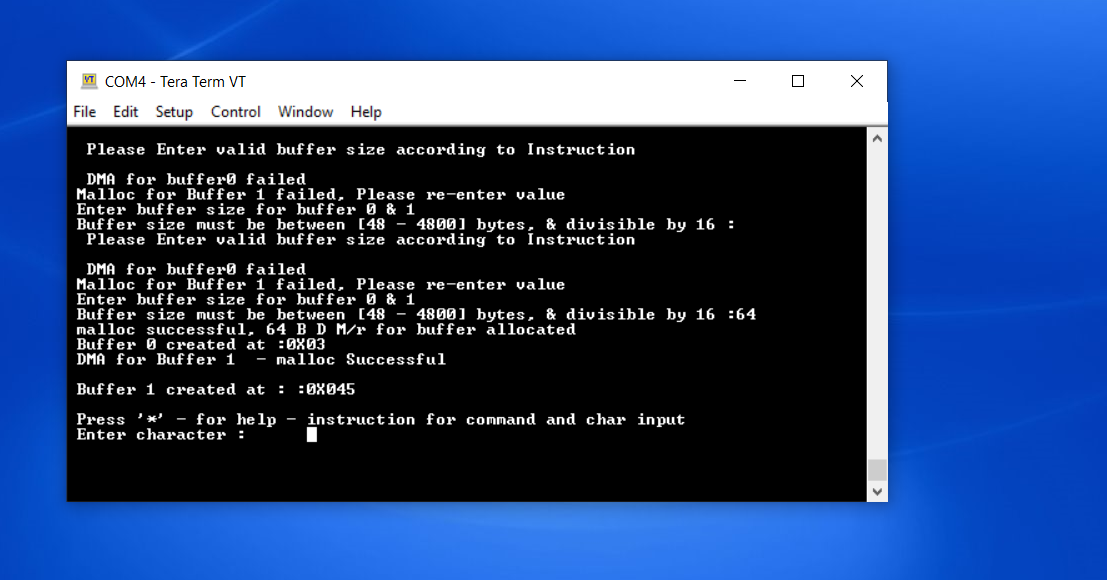 VT
COM4 - Tera Term VT
File Edit Setup Control Window Help
Please Enter valid buffer size according to Instruction
DMA for buffer0 failed
Malloc for Buffer 1 failed, Please re-enter value
Enter buffer size for buffer 0 & 1
Buffer size must be between [48 - 4800] bytes, & divisible by 16 :
Please Enter valid buffer size according to Instruction
DMA for buffer0 failed
Malloc for Buffer 1 failed, Please re-enter value
Enter buffer size for buffer 0 & 1
Buffer size must be between [48 - 4800] bytes, & divisible by 16 :64
malloc successful, 64 B D M/r for buffer allocated
Buffer 0 created at :0X03
DMA for Buffer 1  - malloc Successful
Buffer 1 created at : :0X045
Press '*' - for help - instruction for command and char input
Enter character :